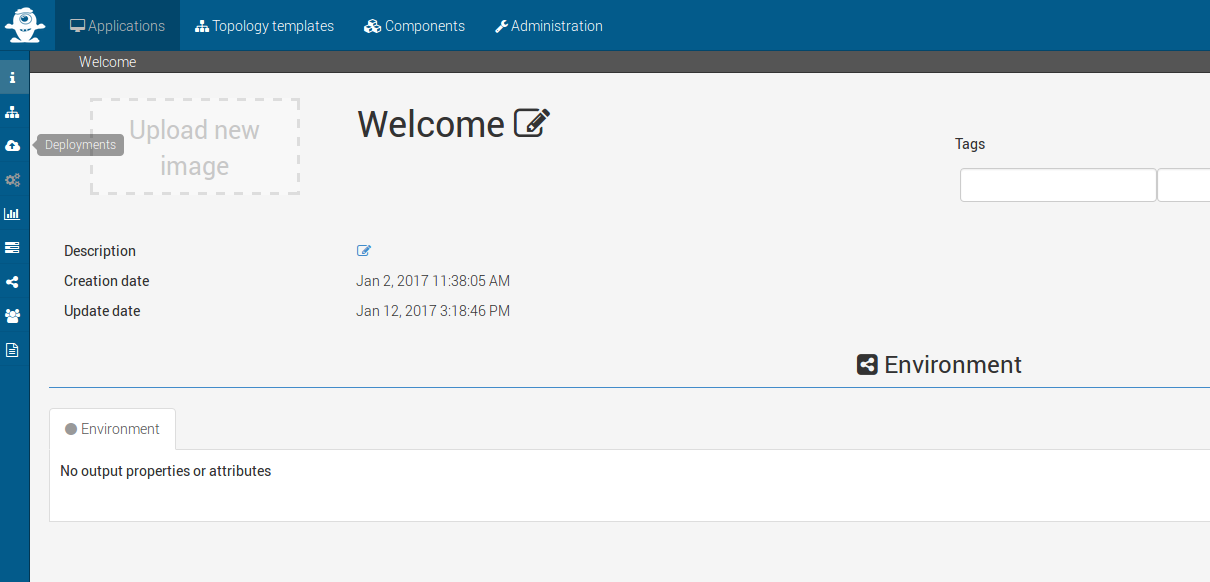 Applications Topology templates Components Administration
Welcome
Deployments
Upload new
image
Welcome
Tags
Description
Creation date Jan 2, 2017 11:38:05 AM
Update date Jan 12, 2017 3:18:46 PM
Environment
Environment
No output properties or attributes